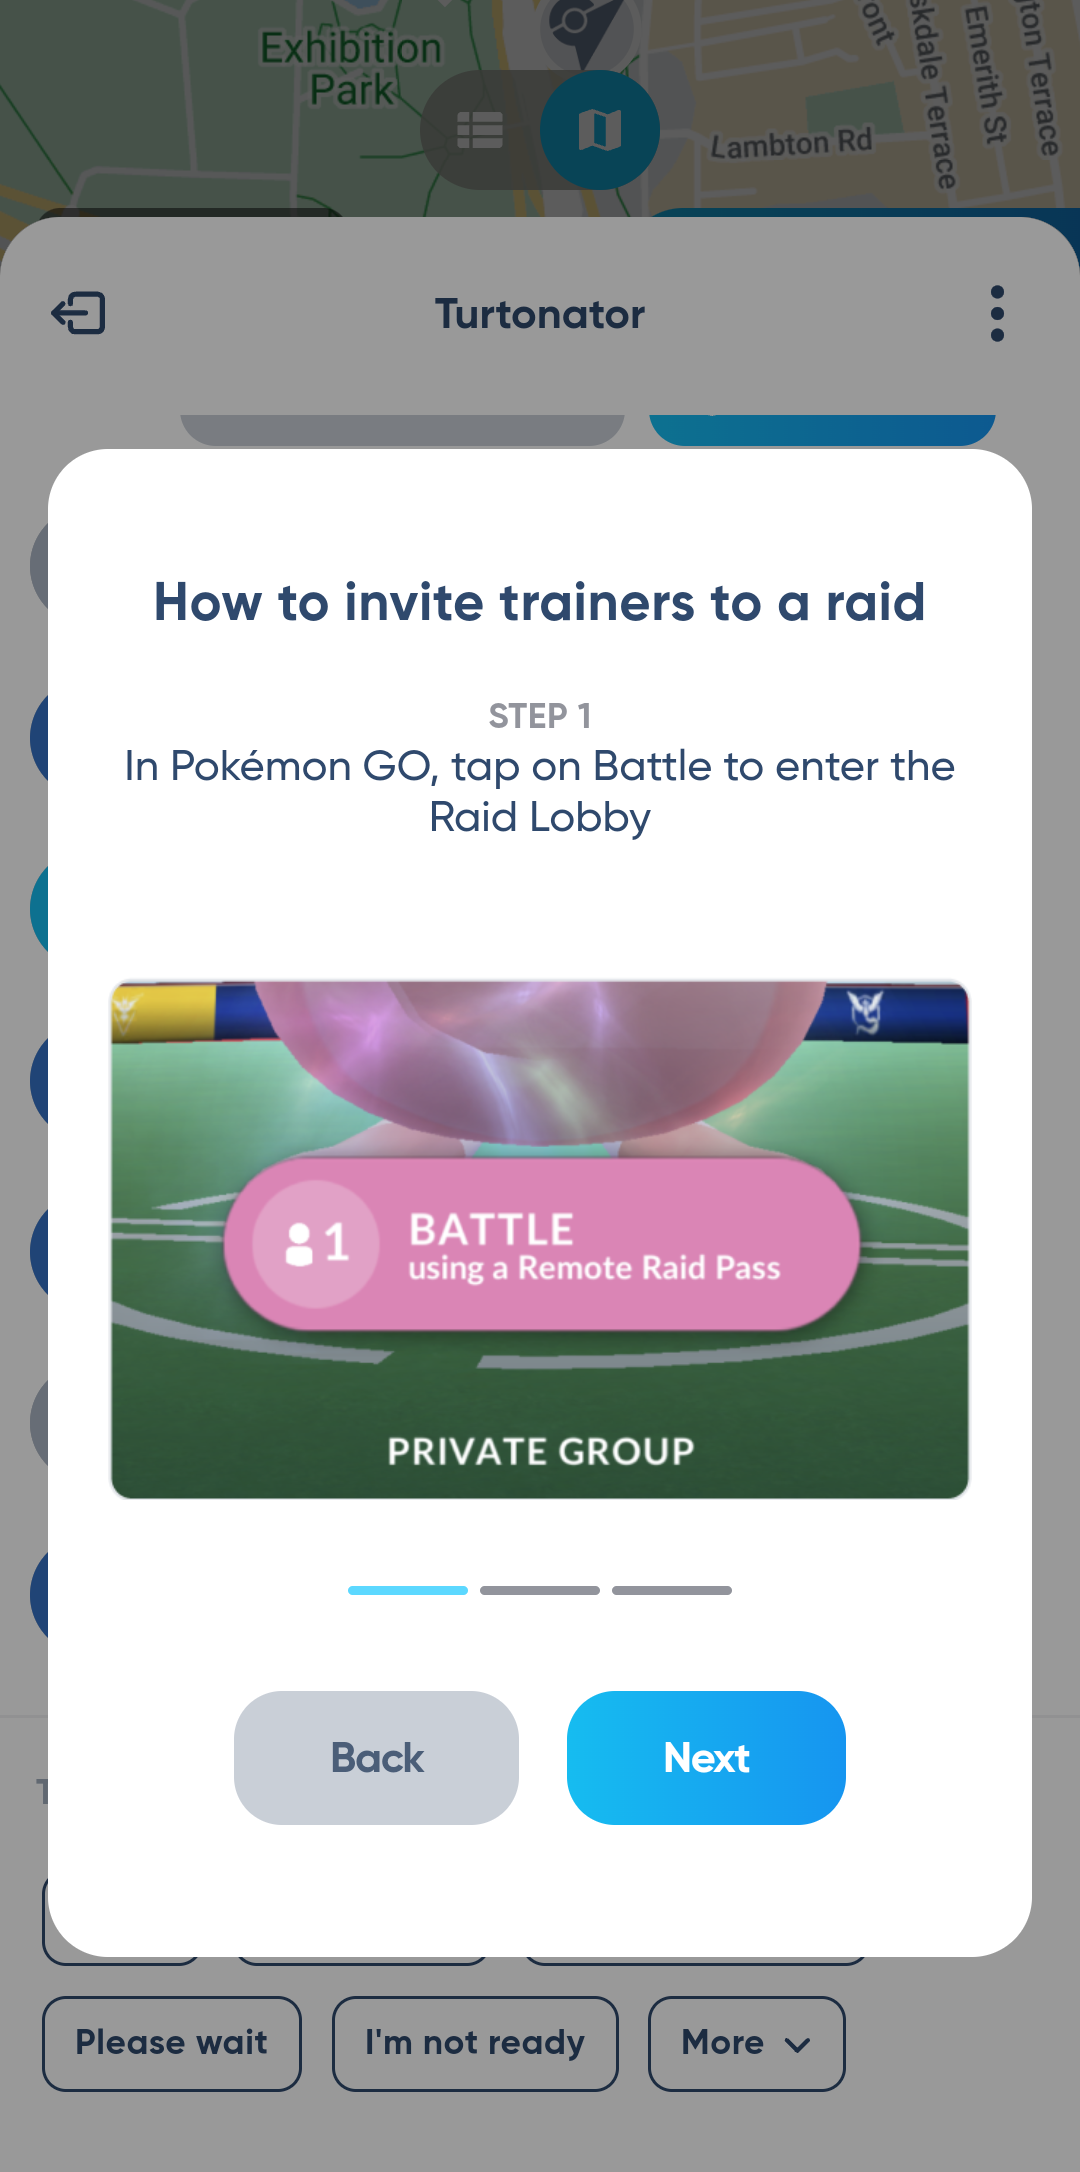 Exhibition
Park
ont
skdale Terrace
Emerith St
gton Terrace
Lambton Rd
Turtonator
How to invite trainers to a raid
STEP 1
In Pokémon GO, tap on Battle to enter the
Raid Lobby
1
BATTLE
using a Remote Raid Pass
PRIVATE GROUP
Back
Next
Please wait
I'm not ready
More